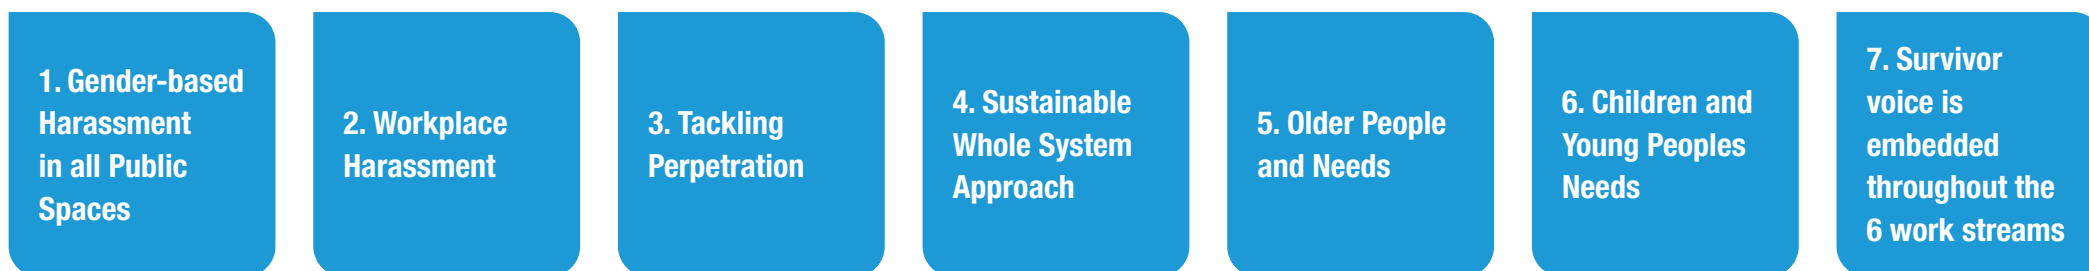 1. Gender-based
Harassment
in all Public
Spaces
2. Workplace
Harassment
3. Tackling
Perpetration
4. Sustainable
Whole System
Approach
5. Older People
and Needs
6. Children and
Young Peoples
Needs
7. Survivor
voice is
embedded
throughout the
6 work streams